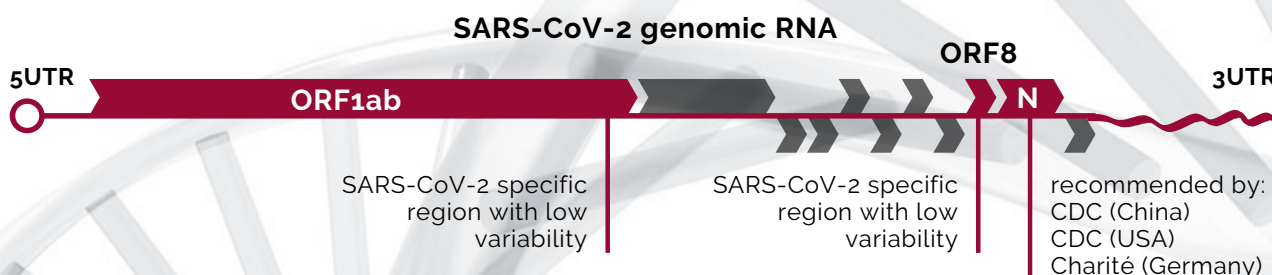 SARS-CoV-2 genomic RNA
ORF8
5UTR
3UTR
ORF1ab
N
SARS-CoV-2 specific
region with low
variability
SARS-CoV-2 specific
region with low
variability
recommended by:
CDC (China)
CDC (USA)
Charité (Germany)